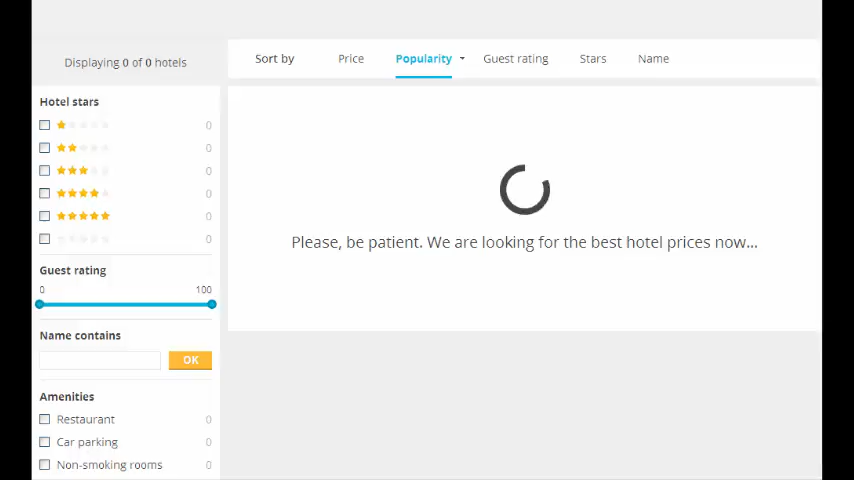 Displaying 0 of 0 hotels
Sort by Price Popularity Guest rating Stars Name
Hotel stars
0
0
0
0
0
0
Guest rating
0 100
Name contains
OK
Amenities
Restaurant 0
Car parking 0
Non-smoking rooms 0
Please, be patient. We are looking for the best hotel prices now...